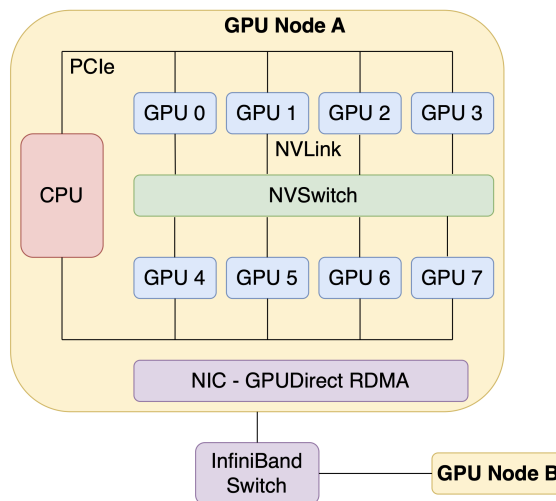 GPU Node A
PCIe
GPU 0
GPU 1
GPU 2
GPU 3
NVLink
CPU
NVSwitch
GPU 4
GPU 5
GPU 6
GPU 7
NIC - GPUDirect RDMA
InfiniBand
Switch
GPU Node B